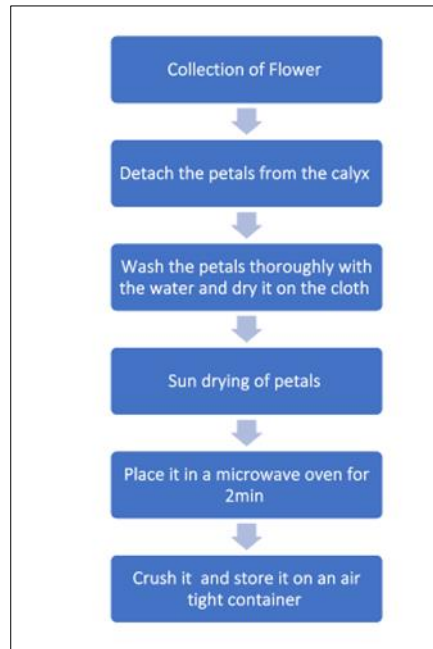 Collection of Flower
Detach the petals from the calyx
Wash the petals thoroughly with
the water and dry it on the cloth
Sun drying of petals
Place it in a microwave oven for
2min
Crush it and store it on an air
tight container